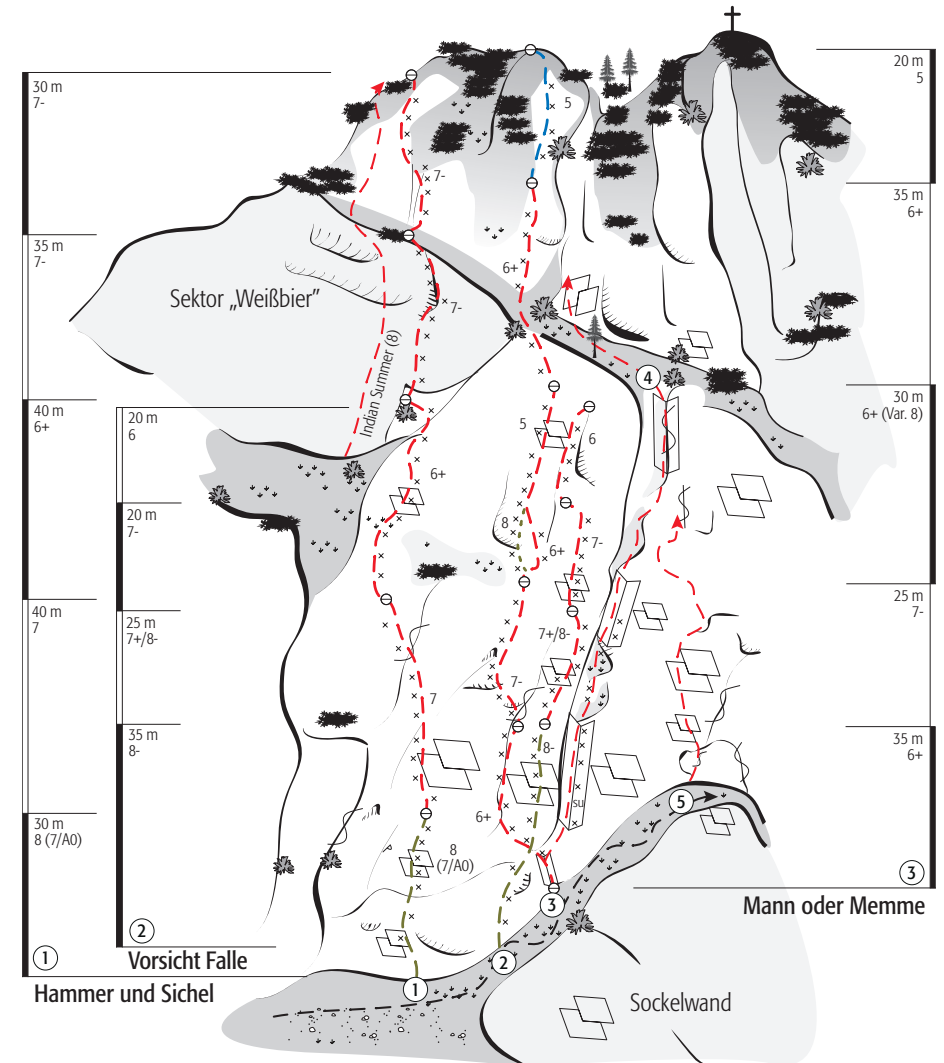 30 m
7-
35 m
7-
40 m
6+
40 m
7
30 m
8 (7/A0)
1
Hammer und Sichel
20 m
6
20 m
7-
25 m
7+/8-
35 m
8-
2
Vorsicht Falle
20 m
5
35 m
6+
30 m
6+ (Var. 8)
25 m
7-
35 m
6+
3
Mann oder Memme
Sektor „Weißbier"
Indian Summer (8)
5
7-
6+
7-
4
5
6
6+
8
6+
7-
7+/8-
7
7-
8-
6+
su
5
8
(7/A0)
3
2
1
Sockelwand